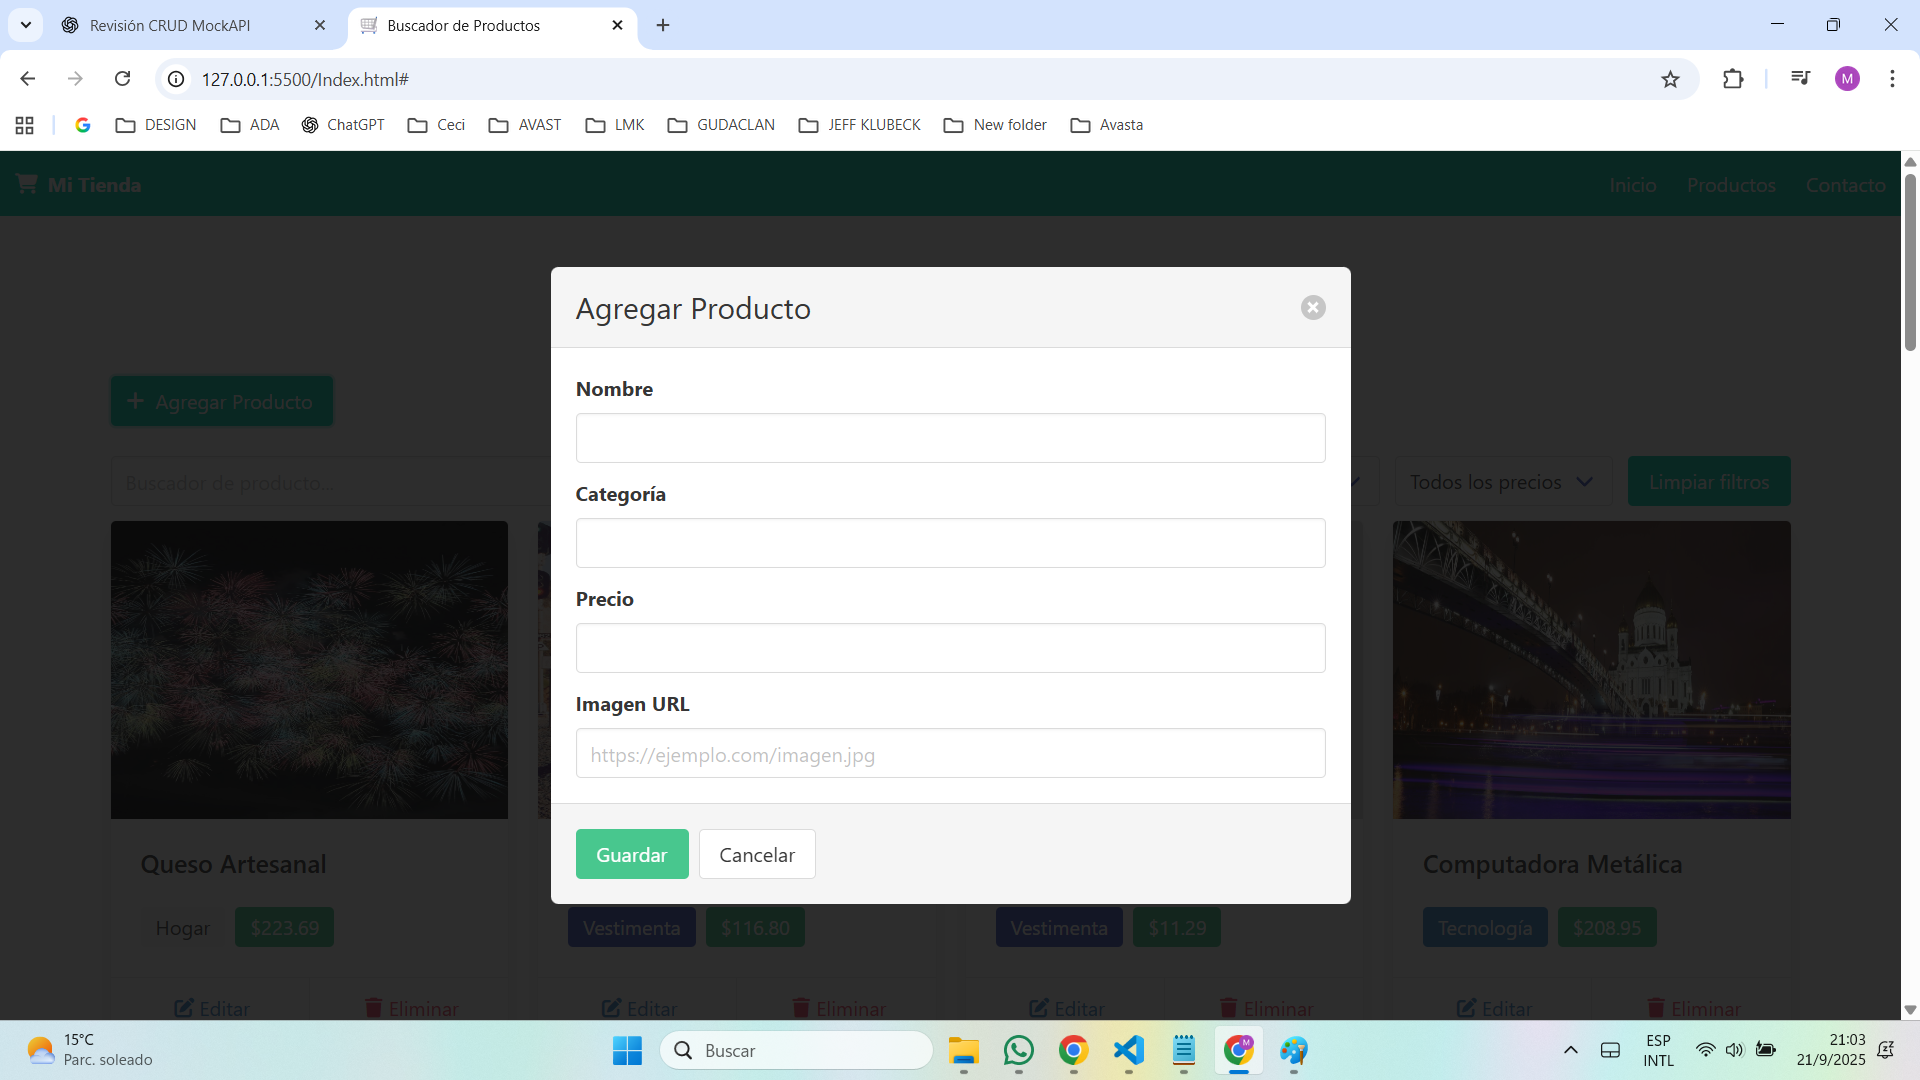 Revisión CRUD MockAPI
Buscador de Productos
127.0.0.1:5500/Index.html#
M
DESIGN
ADA
ChatGPT
Ceci
AVAST
LMK
GUDACLAN
JEFF KLUBECK
New folder
Avasta
Mi Tienda
Inicio
Productos
Contacto
Agregar Producto
Nombre
Categoría
Precio
Imagen URL
https://ejemplo.com/imagen.jpg
Guardar
Cancelar
Agregar Producto
Buscador de producto...
Todos los precios
Limpiar filtros
Queso Artesanal
Computadora Metálica
Hogar
$223.69
Vestimenta
$116.80
Vestimenta
$11.29
Tecnología
$208.95
Editar
Eliminar
Editar
Eliminar
Editar
Eliminar
Editar
Eliminar
15°C
Parc. soleado
Buscar
M
ESP
INTL
21:03
21/9/2025